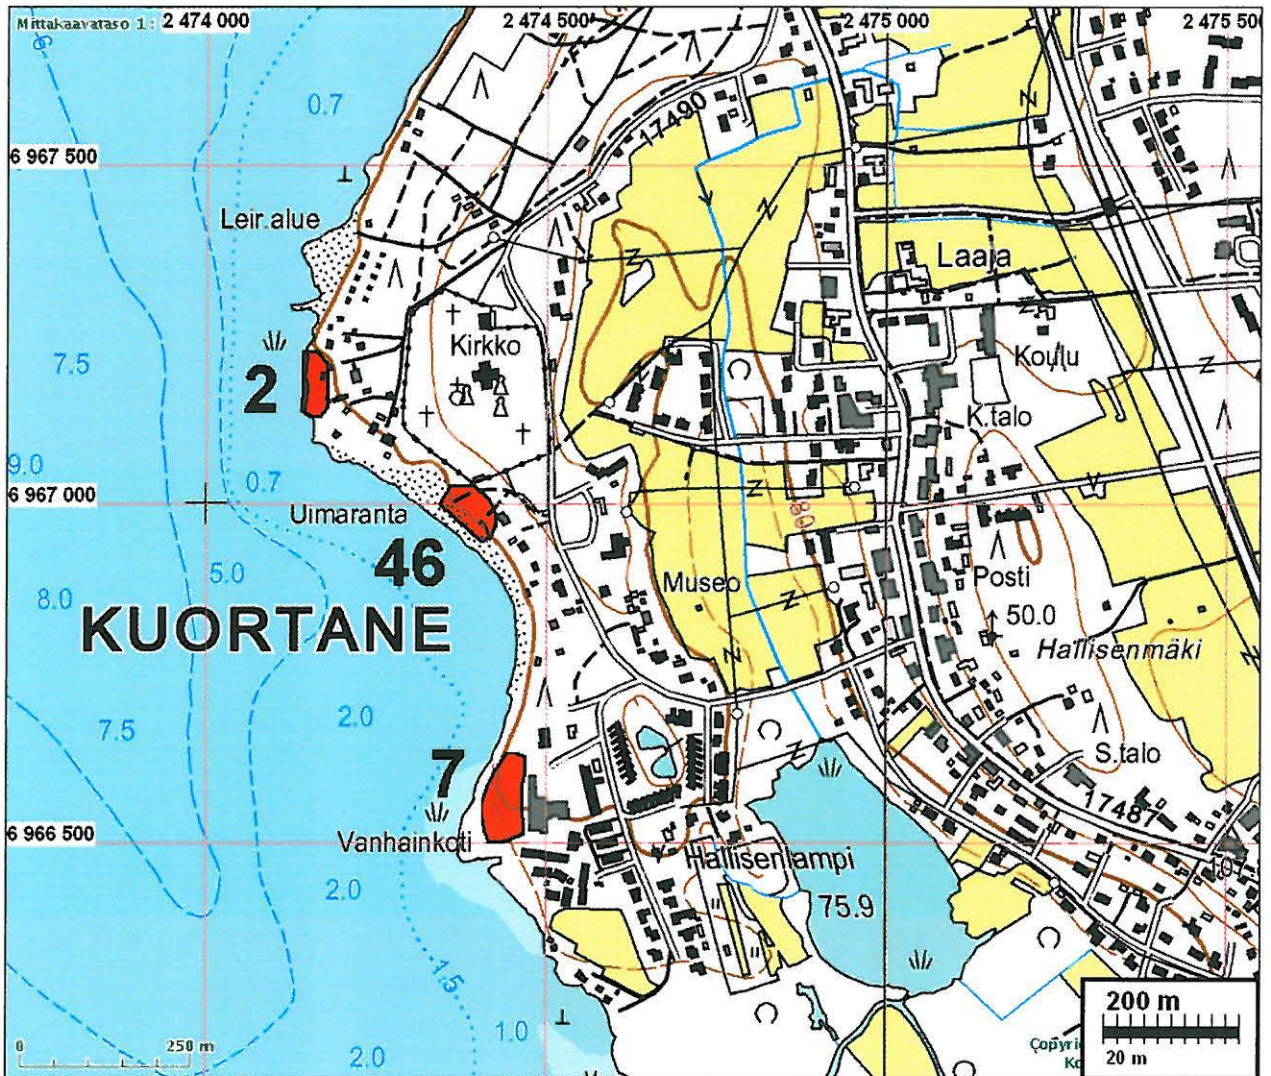 Mittakaavataso 1 :
2 474 000
2 474 500
2 475 000
2 475 500
0.7
17490
6 967 500
Leir.alue
Laaja
Kirkko
Koulu
7.5
2
K.talo
9.0
0.7
6 967 000
Uimaranta
80
46
5.0
Museo
Posti
8.0
50.0
KUORTANE
Hallisenmäki
2.0
7.5
S.talo
7
17487
6 966 500
Vanhainkoti
Hallisenlampi
101
2.0
75.9
1.5
200 m
1.0
0
250 m
2.0
20 m